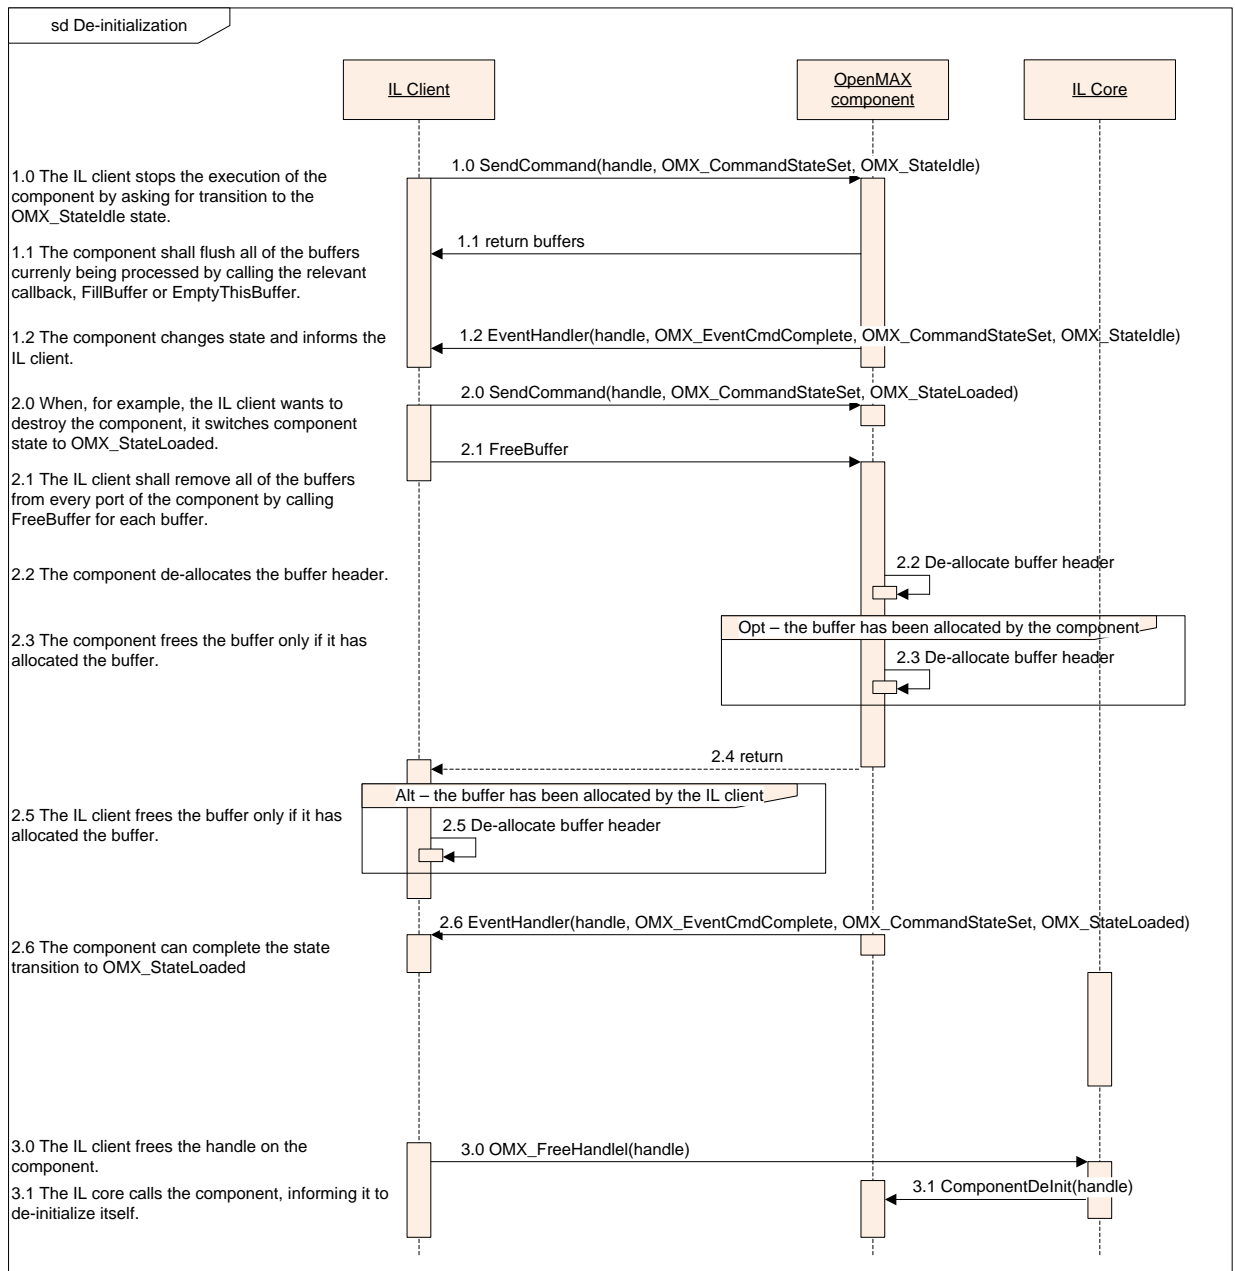 sd De-initialization
IL Client
OpenMAX
component
IL Core
1.0 The IL client stops the execution of the
component by asking for transition to the
OMX_StateIdle state.
1.0 SendCommand(handle, OMX_CommandStateSet, OMX_StateIdle)
1.1 The component shall flush all of the buffers
currenly being processed by calling the relevant
callback, FillBuffer or EmptyThisBuffer.
1.1 return buffers
1.2 The component changes state and informs the
IL client.
1.2 EventHandler(handle, OMX_EventCmdComplete, OMX_CommandStateSet, OMX_StateIdle)
2.0 When, for example, the IL client wants to
destroy the component, it switches component
state to OMX_StateLoaded.
2.0 SendCommand(handle, OMX_CommandStateSet, OMX_StateLoaded)
2.1 FreeBuffer
2.1 The IL client shall remove all of the buffers
from every port of the component by calling
FreeBuffer for each buffer.
2.2 The component de-allocates the buffer header.
2.2 De-allocate buffer header
Opt – the buffer has been allocated by the component
2.3 The component frees the buffer only if it has
allocated the buffer.
2.3 De-allocate buffer header
2.4 return
Alt – the buffer has been allocated by the IL client
2.5 The IL client frees the buffer only if it has
allocated the buffer.
2.5 De-allocate buffer header
2.6 EventHandler(handle, OMX_EventCmdComplete, OMX_CommandStateSet, OMX_StateLoaded)
2.6 The component can complete the state
transition to OMX_StateLoaded
3.0 The IL client frees the handle on the
component.
3.0 OMX_FreeHandlel(handle)
3.1 The IL core calls the component, informing it to
de-initialize itself.
3.1 ComponentDeInit(handle)